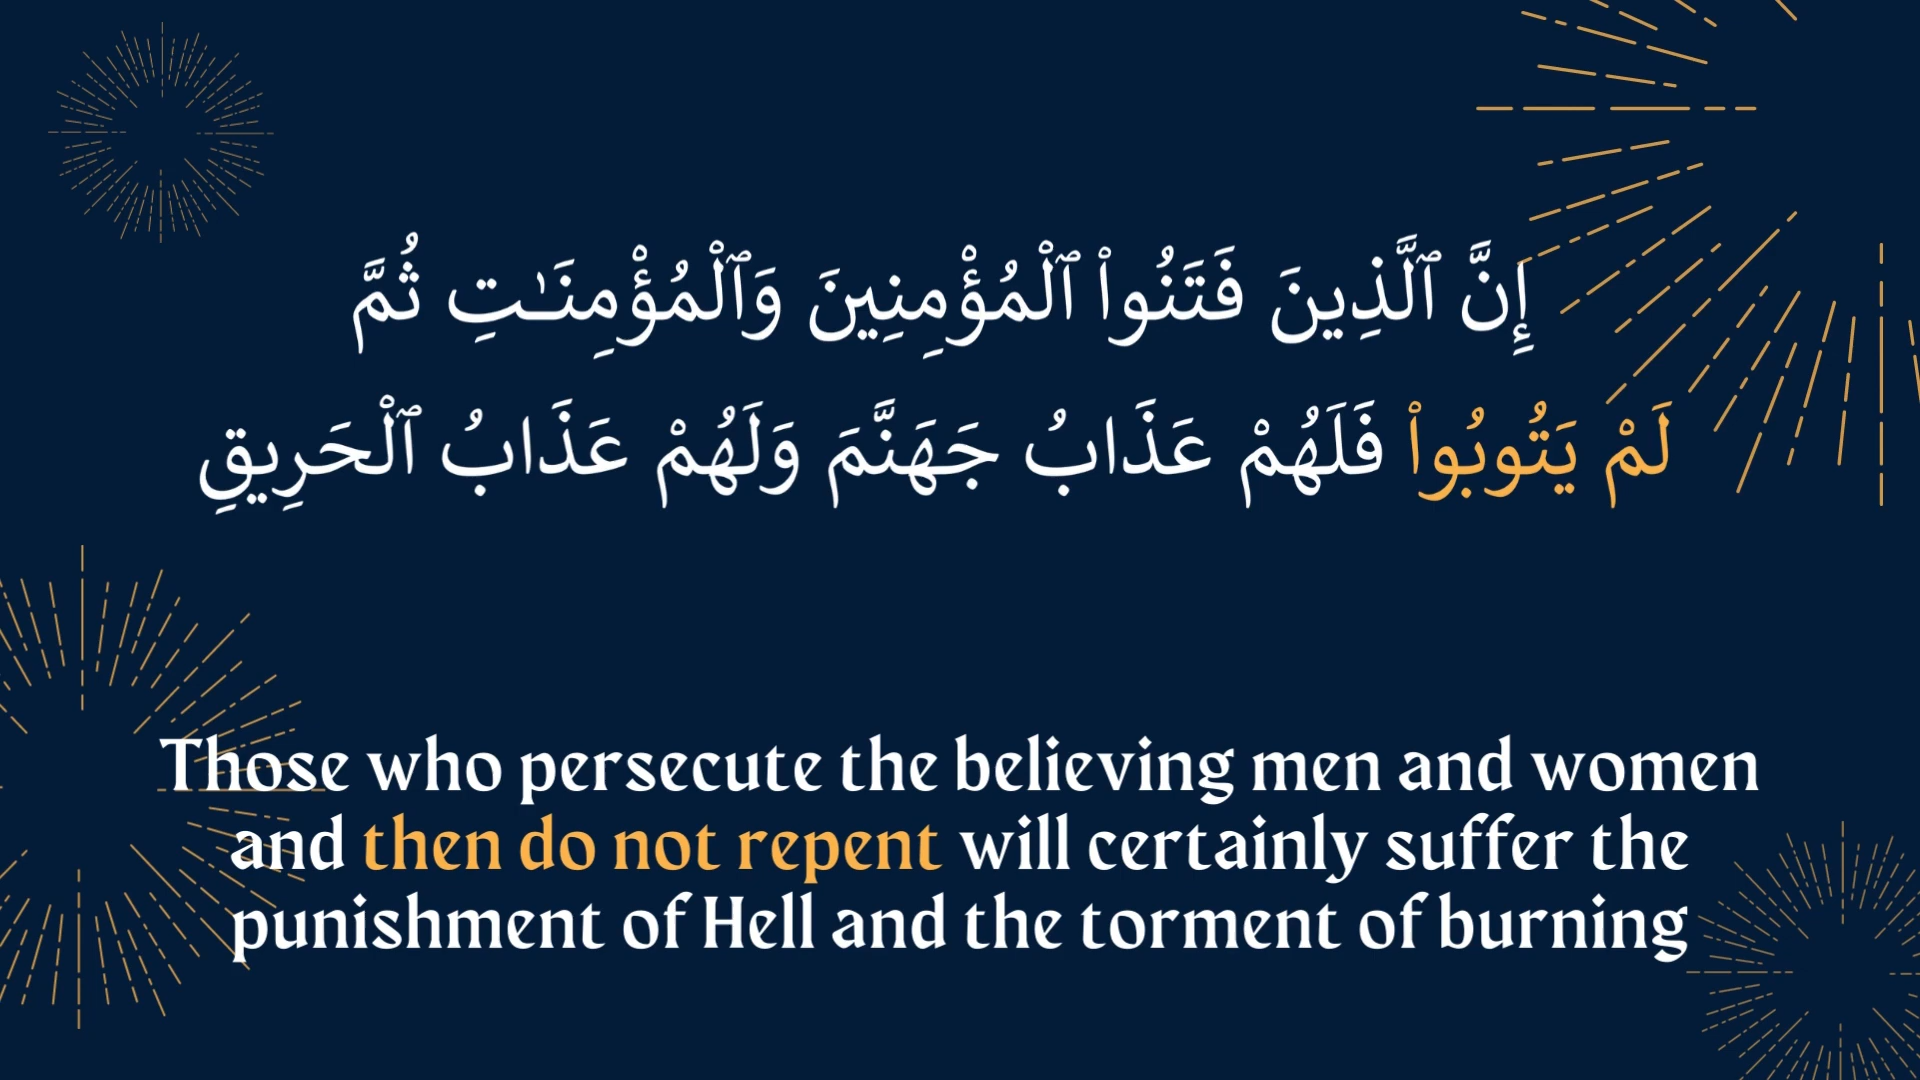 إِنَّ ٱلَّذِينَ فَتَنُوا۟ ٱلْمُؤْمِنِينَ وَٱلْمُؤْمِنَـٰتِ ثُمَّ
لَمْ يَتُوبُوا۟ فَلَهُمْ عَذَابُ جَهَنَّمَ وَلَهُمْ عَذَابُ ٱلْحَرِيقِ
Those who persecute the believing men and women
and then do not repent will certainly suffer the
punishment of Hell and the torment of burning